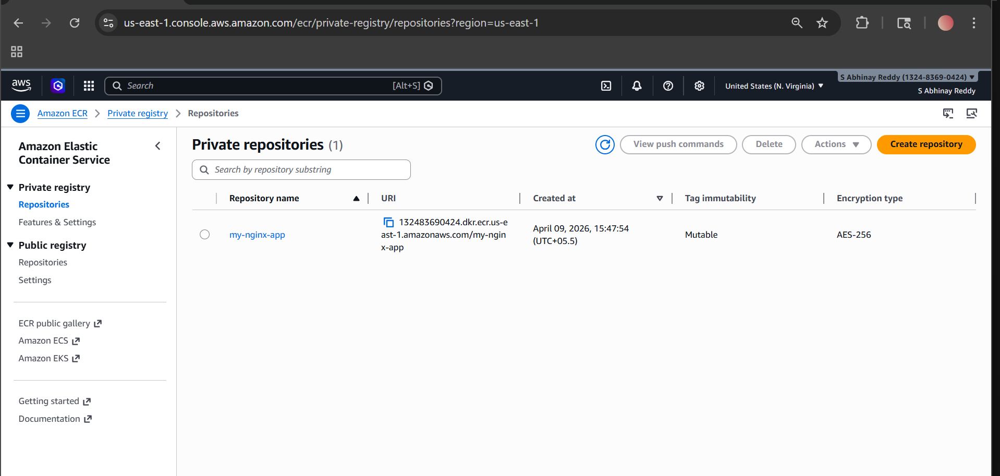 us-east-1.console.aws.amazon.com/ecr/private-registry/repositories?region=us-east-1
aws
Search
[Alt+S]
United States (N. Virginia)
S Abhinay Reddy (1324-8369-0424)
S Abhinay Reddy
Amazon ECR
Private registry
Repositories
Amazon Elastic
Container Service
Private registry
Repositories
Features & Settings
Public registry
Repositories
Settings
ECR public gallery
Amazon ECS
Amazon EKS
Getting started
Documentation
Private repositories (1)
View push commands
Delete
Actions
Create repository
Search by repository substring
Repository name
URI
Created at
Tag immutability
Encryption type
my-nginx-app
132483690424.dkr.ecr.us-e
ast-1.amazonaws.com/my-ngin
x-app
April 09, 2026, 15:47:54
(UTC+05.5)
Mutable
AES-256